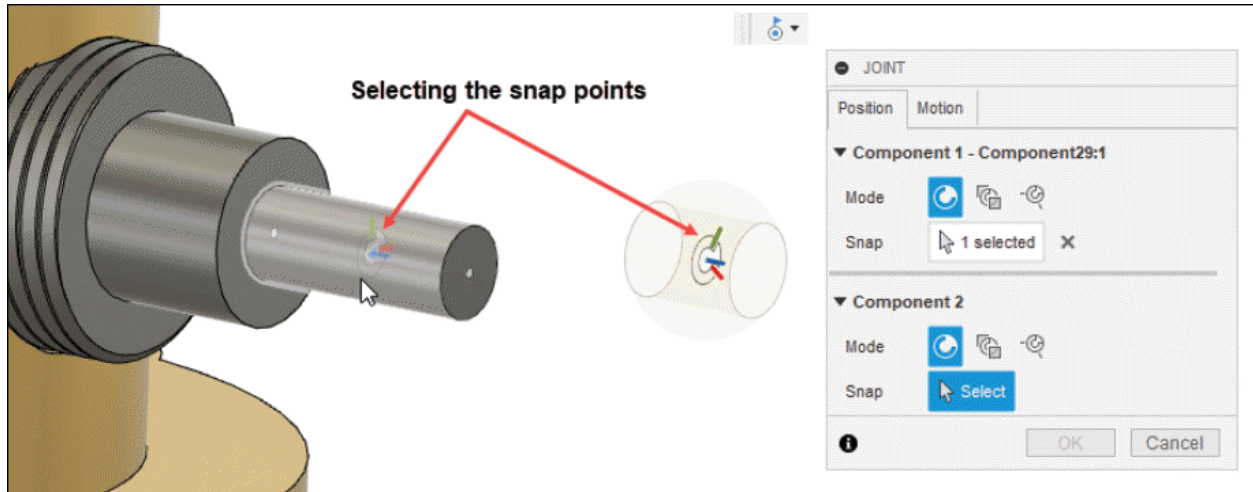 Selecting the snap points
JOINT
Position Motion
Component 1 - Component29:1
Mode
Snap 1 selected
Component 2
Mode
Snap Select
OK Cancel